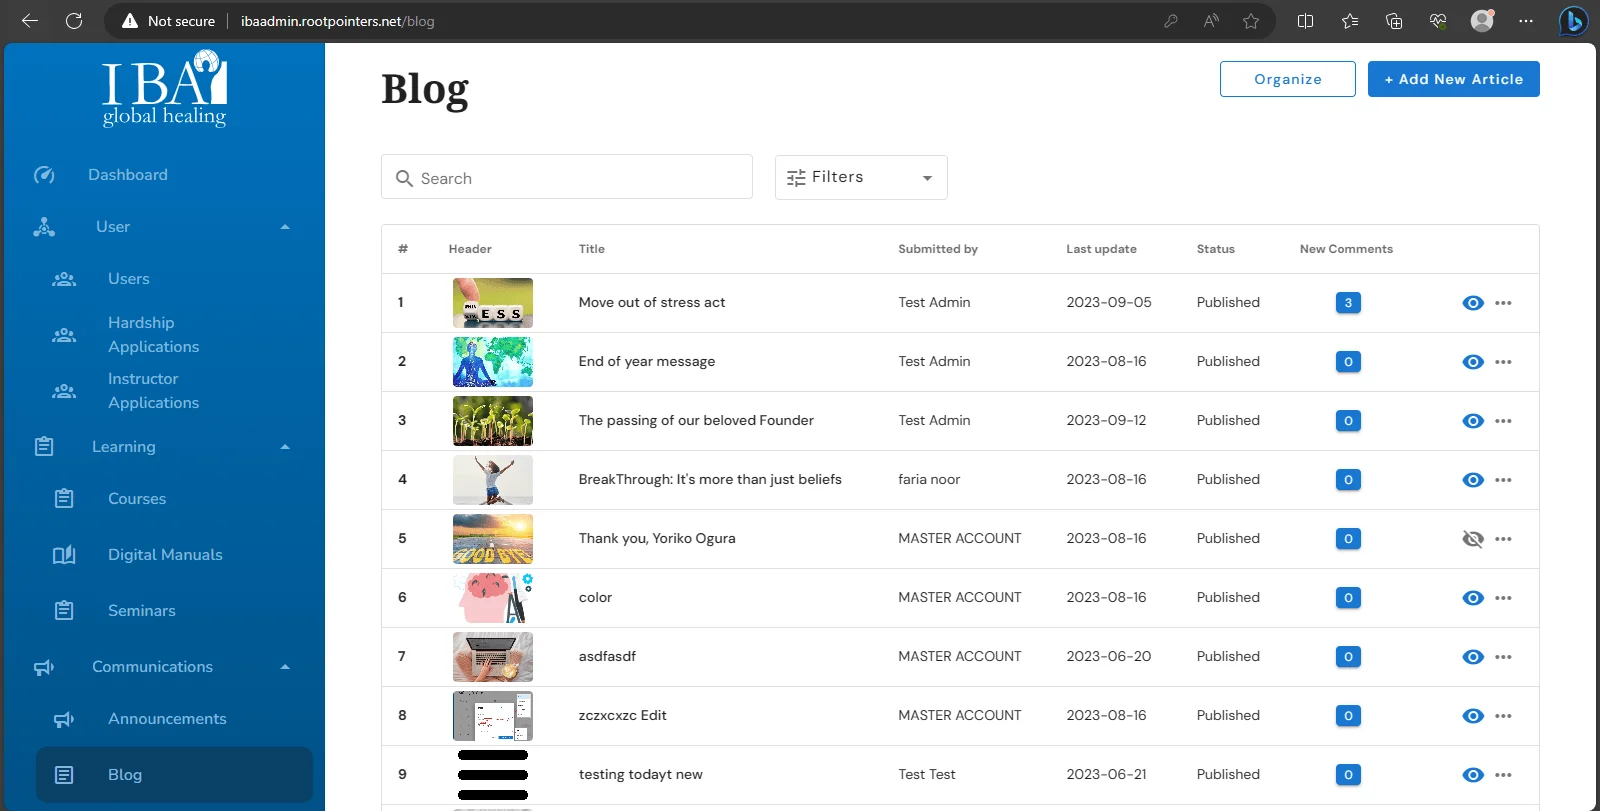 Not secure ibaadmin.rootpointers.net/blog
IBA
global healing
Dashboard
User
Users
Hardship
Applications
Instructor
Applications
Learning
Courses
Digital Manuals
Seminars
Communications
Announcements
Blog
Blog
Organize + Add New Article
Search Filters
# Header Title Submitted by Last update Status New Comments
1 ESS Move out of stress act Test Admin 2023-09-05 Published 3
2 End of year message Test Admin 2023-08-16 Published 0
3 The passing of our beloved Founder Test Admin 2023-09-12 Published 0
4 BreakThrough: It's more than just beliefs faria noor 2023-08-16 Published 0
5 GOOD BYE Thank you, Yoriko Ogura MASTER ACCOUNT 2023-08-16 Published 0
6 color MASTER ACCOUNT 2023-08-16 Published 0
7 asdfasdf MASTER ACCOUNT 2023-06-20 Published 0
8 zczxcxzc Edit MASTER ACCOUNT 2023-08-16 Published 0
9 testing todayt new Test Test 2023-06-21 Published 0